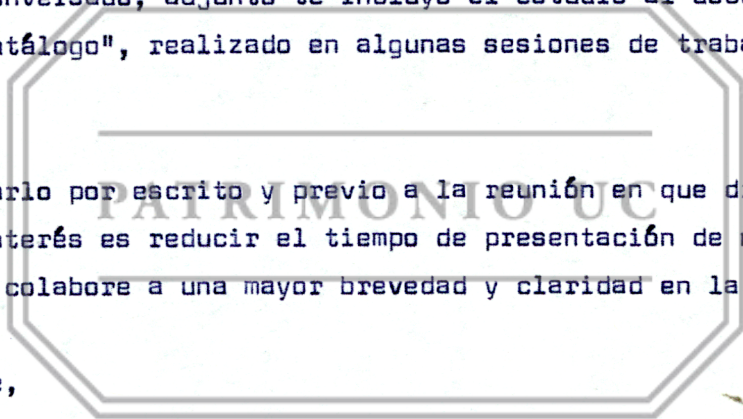 atálogo", realizado en algunas sesiones de traba
arlo por escrito y previo a la reunión en que d
PATRIMONIO UC
terés es reducir el tiempo de presentación de
colabore a una mayor brevedad y claridad en la
,